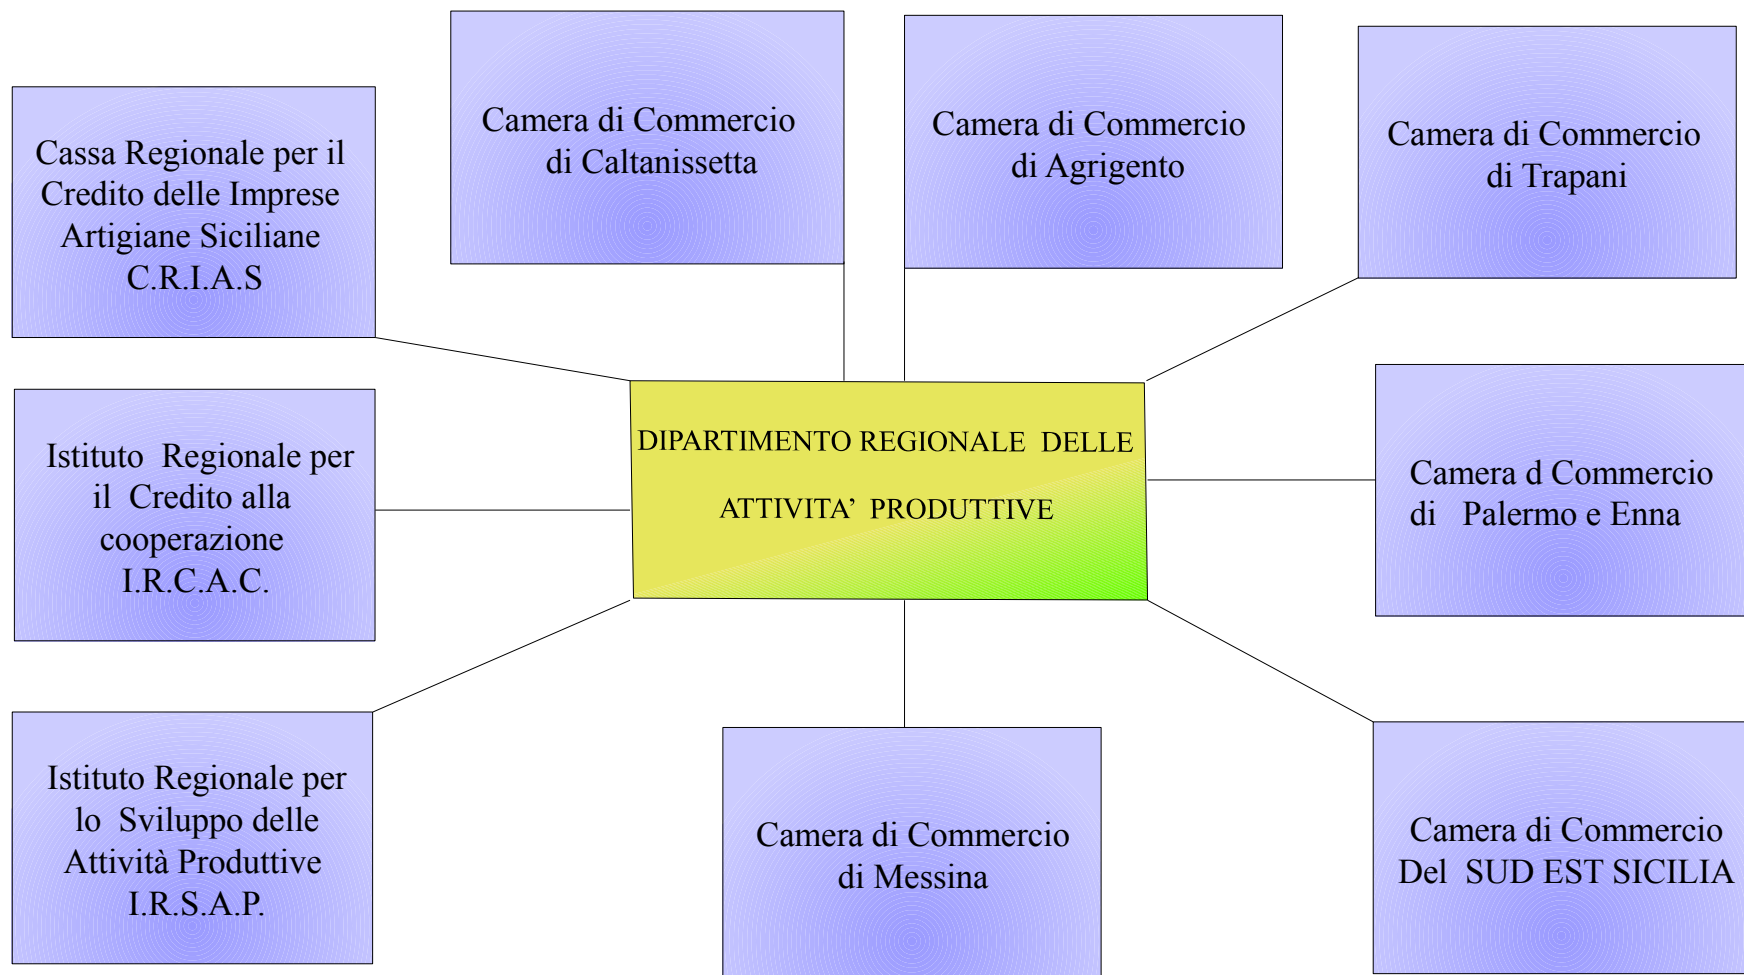 Cassa Regionale per il
Credito delle Imprese
Artigiane Siciliane
C.R.I.A.S
Camera di Commercio
di Caltanissetta
Camera di Commercio
di Agrigento
Camera di Commercio
di Trapani
Istituto Regionale per
il Credito alla
cooperazione
I.R.C.A.C.
DIPARTIMENTO REGIONALE DELLE
ATTIVITA’ PRODUTTIVE
Camera d Commercio
di Palermo e Enna
Istituto Regionale per
lo Sviluppo delle
Attività Produttive
I.R.S.A.P.
Camera di Commercio
di Messina
Camera di Commercio
Del SUD EST SICILIA